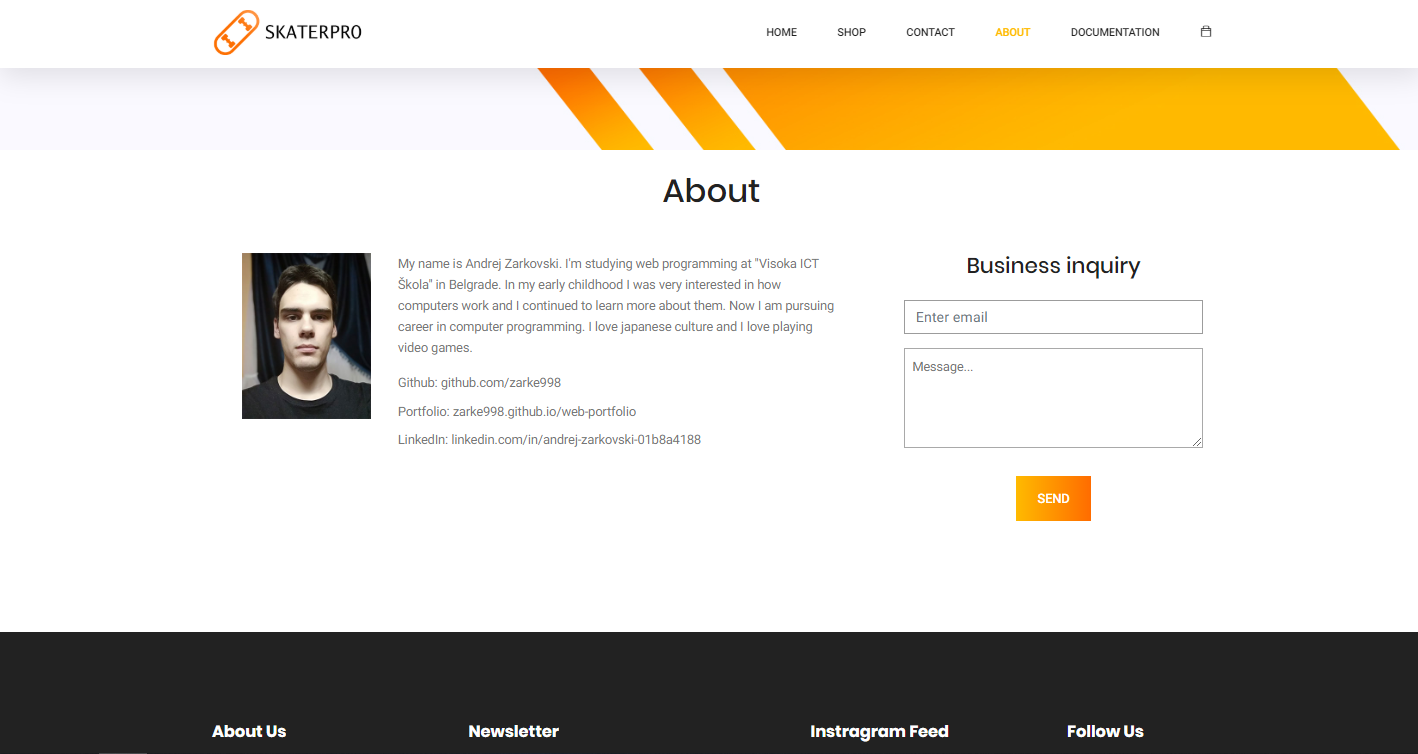 SKATERPRO
HOME SHOP CONTACT ABOUT DOCUMENTATION
About
My name is Andrej Zarkovski. I'm studying web programming at "Visoka ICT
Škola" in Belgrade. In my early childhood I was very interested in how
computers work and I continued to learn more about them. Now I am pursuing
career in computer programming. I love japanese culture and I love playing
video games.
Github: github.com/zarke998
Portfolio: zarke998.github.io/web-portfolio
LinkedIn: linkedin.com/in/andrej-zarkovski-01b8a4188
Business inquiry
Enter email
Message...
SEND
About Us
Newsletter
Instragram Feed
Follow Us